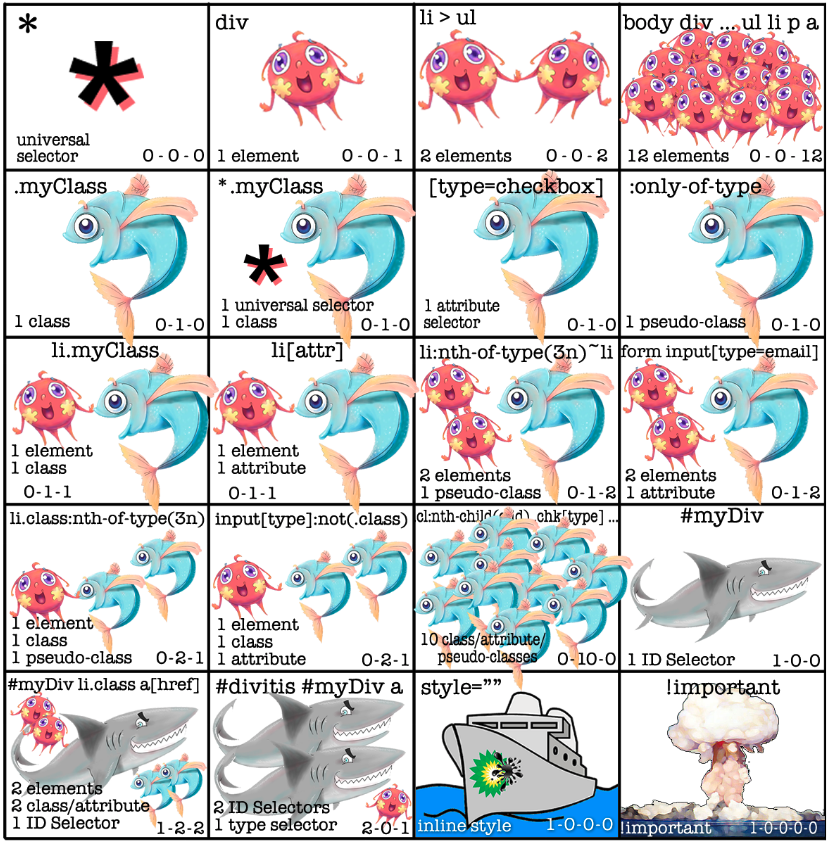 *
*
universal
selector
0-0-0
div
1 element
0-0-1
li > ul
2 elements
0-0-2
body div ... ul li p a
12 elements
0-0-12
.myClass
1 class
0-1-0
*.myClass
*
1 universal selector
1 class
0-1-0
[type=checkbox]
1 attribute
selector
0-1-0
:only-of-type
1 pseudo-class
0-1-0
li.myClass
1 element
1 class
0-1-1
li[attr]
1 element
1 attribute
0-1-1
li:nth-of-type(3n)~li
2 elements
1 pseudo-class
0-1-2
form input[type=email]
2 elements
1 attribute
0-1-2
li.class:nth-of-type(3n)
1 element
1 class
1 pseudo-class
0-2-1
input[type]:not(.class)
1 element
1 class
1 attribute
0-2-1
.chk[type] ...
10 class/attribute/
pseudo-classes
0-10-0
#myDiv
1 ID Selector
1-0-0
#myDiv li.class a[href]
2 elements
2 class/attribute
1 ID Selector
1-2-2
#divitis #myDiv a
2 ID Selectors
1 type selector
2-0-1
style=""
inline style
1-0-0-0
!important
!important
1-0-0-0-0